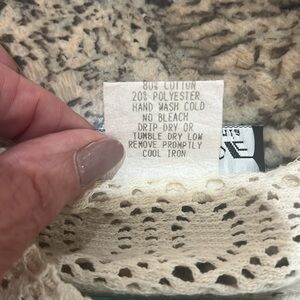 80% COTTON
20% POLYESTER
HAND WASH COLD
NO BLEACH
DRIP DRY OR
TUMBLE DRY LOW
REMOVE PROMPTLY
COOL IRON